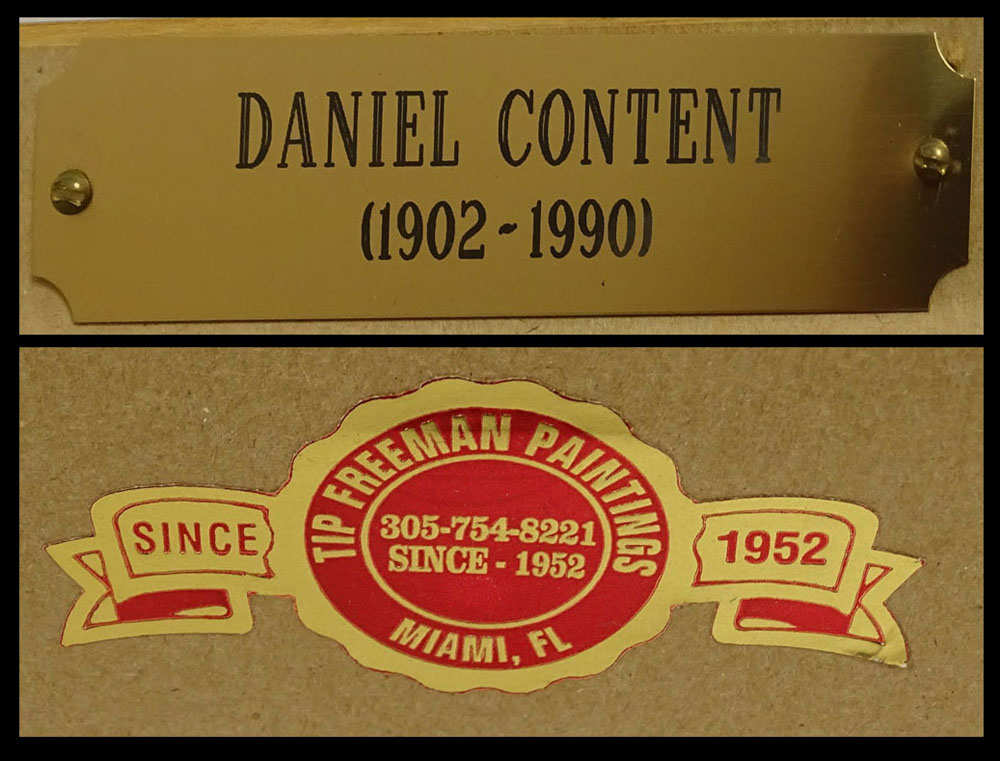 DANIEL CONTENT
(1902-1990)
TIP FREEMAN PAINTINGS
SINCE
305-754-8221
SINCE - 1952
1952
MIAMI, FL